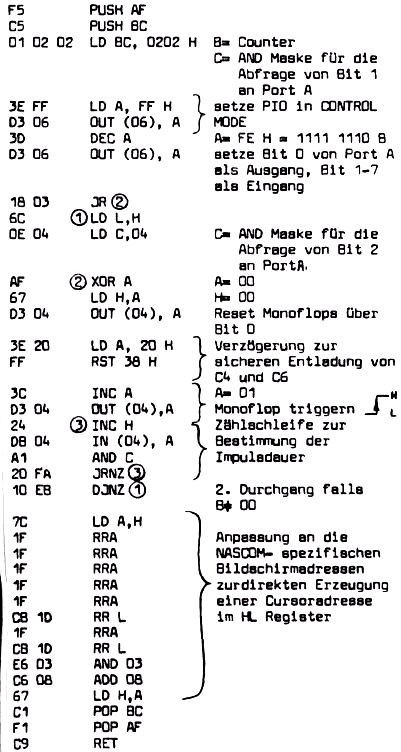 F5 PUSH AF
C5 PUSH BC
01 02 02 LD BC, 0202 H B= Counter
C= AND Maske für die
Abfrage von Bit 1
an Port A
3E FF LD A, FF H setze PIO in CONTROL
D3 06 OUT (06), A MODE
3D DEC A A= FE H = 1111 1110 B
D3 06 OUT (06), A setze Bit 0 von Port A
als Ausgang, Bit 1-7
als Eingang
18 03 JR ②
6C ① LD L,H
0E 04 LD C,04 C= AND Maske für die
Abfrage von Bit 2
an PortA.
AF ② XOR A A= 00
67 LD H,A H= 00
D3 04 OUT (04), A Reset Monoflops über
Bit 0
3E 20 LD A, 20 H Verzögerung zur
FF RST 38 H sicheren Entladung von
C4 und C6
3C INC A A= 01
D3 04 OUT (04),A Monoflop triggern H L
24 ③ INC H Zählschleife zur
DB 04 IN (04), A Bestimmung der
A1 AND C Impulsdauer
20 FA JRNZ ③
10 EB DJNZ ① 2. Durchgang falls
B≠ 00
7C LD A,H
1F RRA Anpassung an die
1F RRA NASCOM- spezifischen
1F RRA Bildschirmadressen
1F RRA zurdirekten Erzeugung
1F RRA einer Cursoradresse
CB 1D RR L im HL Register
1F RRA
CB 1D RR L
E6 03 AND 03
C6 08 ADD 08
67 LD H,A
C1 POP BC
F1 POP AF
C9 RET